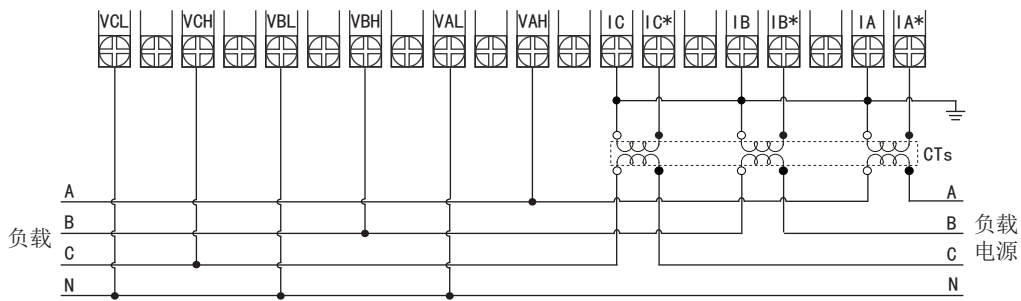 VCL VCH VBL VBH VAL VAH IC IC* IB IB* IA IA*
CTs
A A
B B
负载 负载
C C
电源
N N